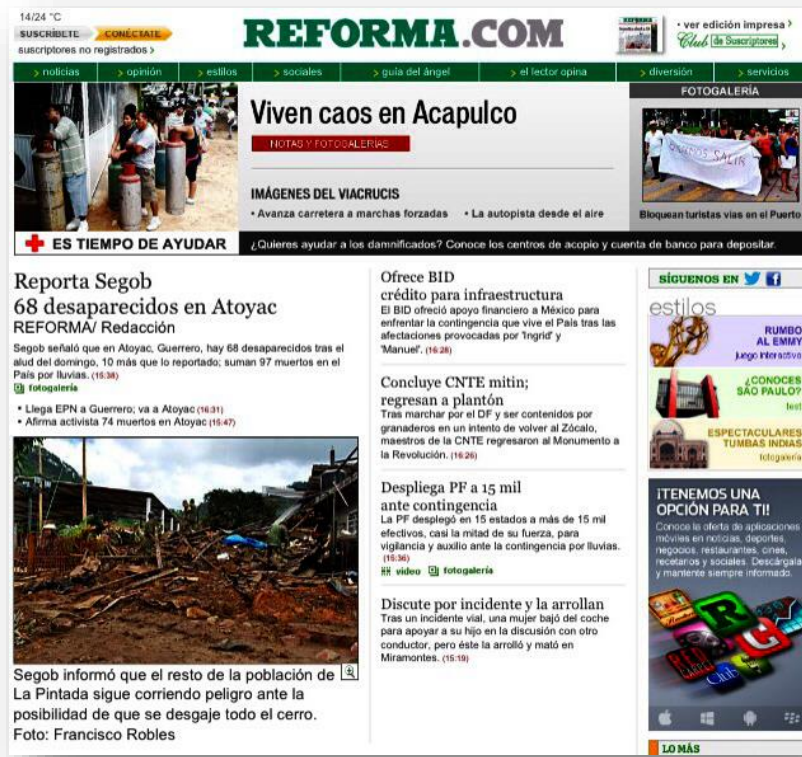 14/24 °C
SUSCRÍBETE
CONÉCTATE
suscriptores no registrados >
REFORMA.COM
• ver edición impresa >
Club de Suscriptores >
> noticias
> opinión
> estilos
> sociales
> guía del ángel
> el lector opina
> diversión
> servicios
Viven caos en Acapulco
NOTAS Y FOTOGALERÍAS
IMÁGENES DEL VIACRUCIS
• Avanza carretera a marchas forzadas • La autopista desde el aire
FOTOGALERÍA
SALIR
Bloquean turistas vías en el Puerto
ES TIEMPO DE AYUDAR
¿Quieres ayudar a los damnificados? Conoce los centros de acopio y cuenta de banco para depositar.
Reporta Segob
68 desaparecidos en Atoyac
REFORMA/ Redacción
Segob señaló que en Atoyac, Guerrero, hay 68 desaparecidos tras el
alud del domingo, 10 más que lo reportado; suman 97 muertos en el
País por lluvias. (15:38)
fotogalería
• Llega EPN a Guerrero; va a Atoyac (16:31)
• Afirma activista 74 muertos en Atoyac (15:47)
Segob informó que el resto de la población de
La Pintada sigue corriendo peligro ante la
posibilidad de que se desgaje todo el cerro.
Foto: Francisco Robles
Ofrece BID
crédito para infraestructura
El BID ofreció apoyo financiero a México para
enfrentar la contingencia que vive el País tras las
afectaciones provocadas por 'Ingrid' y
'Manuel'. (16:28)
Concluye CNTE mitin;
regresan a plantón
Tras marchar por el DF y ser contenidos por
granaderos en un intento de volver al Zócalo,
maestros de la CNTE regresaron al Monumento a
la Revolución. (16:26)
Despliega PF a 15 mil
ante contingencia
La PF desplegó en 15 estados a más de 15 mil
efectivos, casi la mitad de su fuerza, para
vigilancia y auxilio ante la contingencia por lluvias.
(15:36)
video fotogalería
Discute por incidente y la arrollan
Tras un incidente vial, una mujer bajó del coche
para apoyar a su hijo en la discusión con otro
conductor, pero éste la arrolló y mató en
Miramontes. (15:19)
SÍGUENOS EN
estilos
RUMBO
AL EMMY
juego interactivo
¿CONOCES
SAO PAULO?
test
ESPECTACULARES
TUMBAS INDIAS
fotogalería
¡TENEMOS UNA
OPCIÓN PARA TI!
Conoce la oferta de aplicaciones
móviles en noticias, deportes,
negocios, restaurantes, cines,
recetarios y sociales. Descárgala
y mantente siempre informado.
RED
CARPET
Club
R
C
LO MÁS